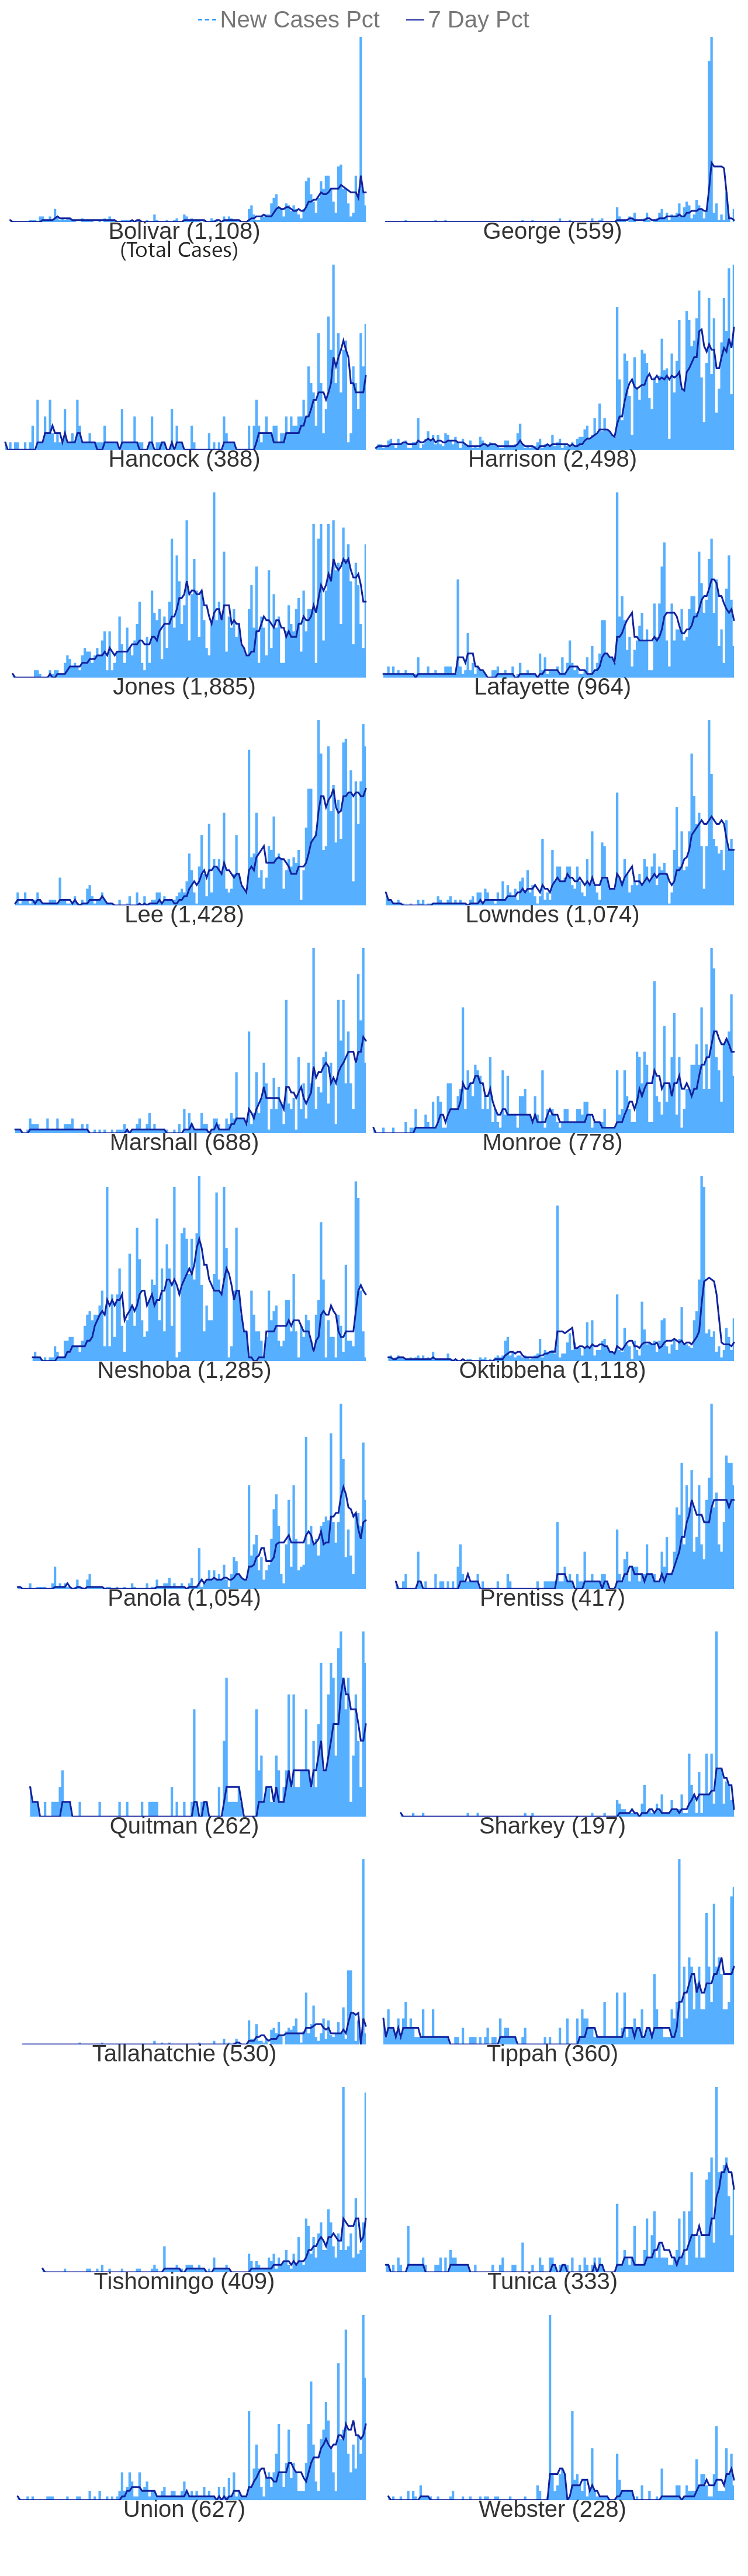 New Cases Pct 7 Day Pct
Bolivar (1,108) George (559)
(Total Cases)
Hancock (388) Harrison (2,498)
Jones (1,885) Lafayette (964)
Lee (1,428) Lowndes (1,074)
Marshall (688) Monroe (778)
Neshoba (1,285) Oktibbeha (1,118)
Panola (1,054) Prentiss (417)
Quitman (262) Sharkey (197)
Tallahatchie (530) Tippah (360)
Tishomingo (409) Tunica (333)
Union (627) Webster (228)